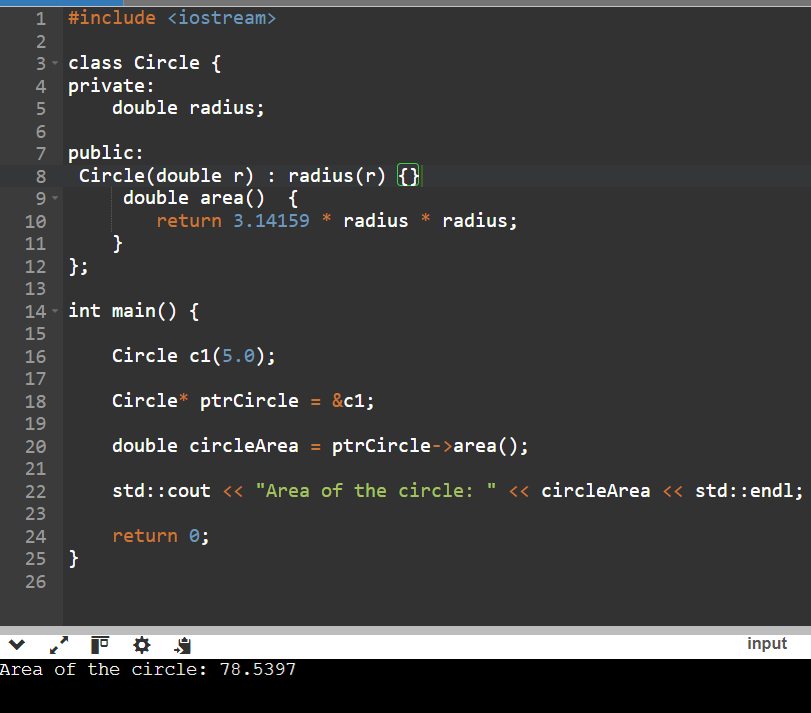 1 #include <iostream>
2
3 class Circle {
4 private:
5     double radius;
6
7 public:
8  Circle(double r) : radius(r) {}
9      double area()  {
10         return 3.14159 * radius * radius;
11     }
12 };
13
14 int main() {
15
16     Circle c1(5.0);
17
18     Circle* ptrCircle = &c1;
19
20     double circleArea = ptrCircle->area();
21
22     std::cout << "Area of the circle: " << circleArea << std::endl;
23
24     return 0;
25 }
26
input
Area of the circle: 78.5397